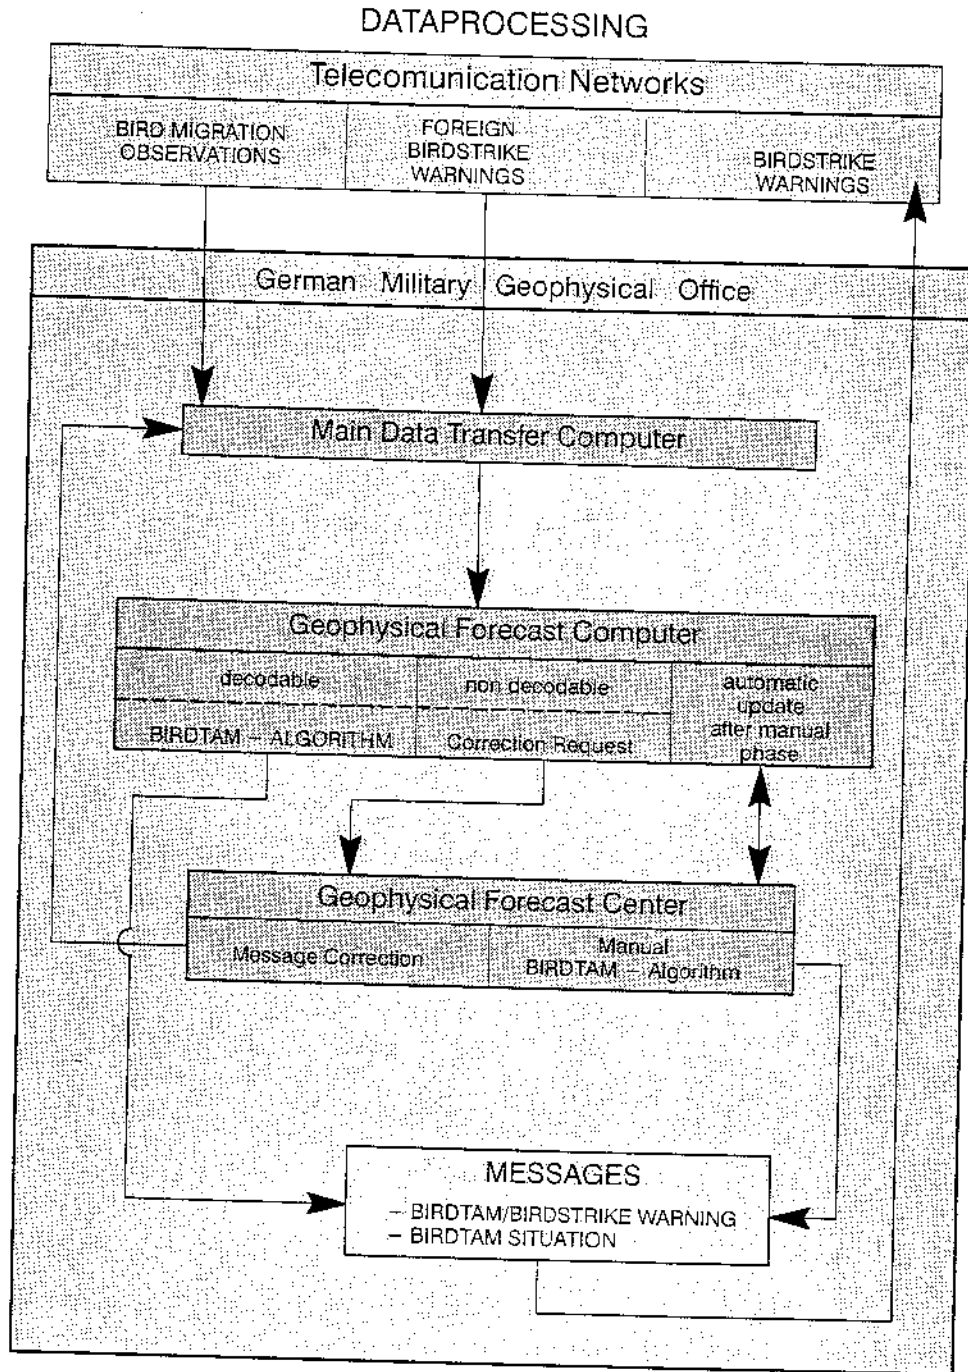 DATAPROCESSING
Telecomunication Networks
BIRD MIGRATION
OBSERVATIONS
FOREIGN
BIRDSTRIKE
WARNINGS
BIRDSTRIKE
WARNINGS
German Military Geophysical Office
Main Data Transfer Computer
Geophysical Forecast Computer
decodable
non decodable
automatic
update
after manual
phase
BIRDTAM – ALGORITHM
Correction Request
Geophysical Forecast Center
Message Correction
Manual
BIRDTAM – Algorithm
MESSAGES
– BIRDTAM/BIRDSTRIKE WARNING
– BIRDTAM SITUATION